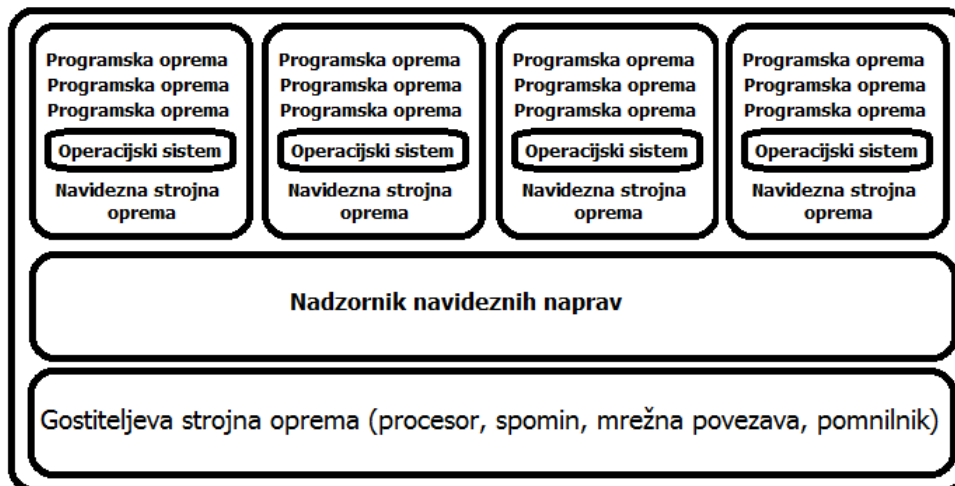 Programska oprema
Programska oprema
Programska oprema
Operacijski sistem
Navidezna strojna
oprema
Programska oprema
Programska oprema
Programska oprema
Operacijski sistem
Navidezna strojna
oprema
Programska oprema
Programska oprema
Programska oprema
Operacijski sistem
Navidezna strojna
oprema
Programska oprema
Programska oprema
Programska oprema
Operacijski sistem
Navidezna strojna
oprema
Nadzornik navideznih naprav
Gostiteljeva strojna oprema (procesor, spomin, mrežna povezava, pomnilnik)